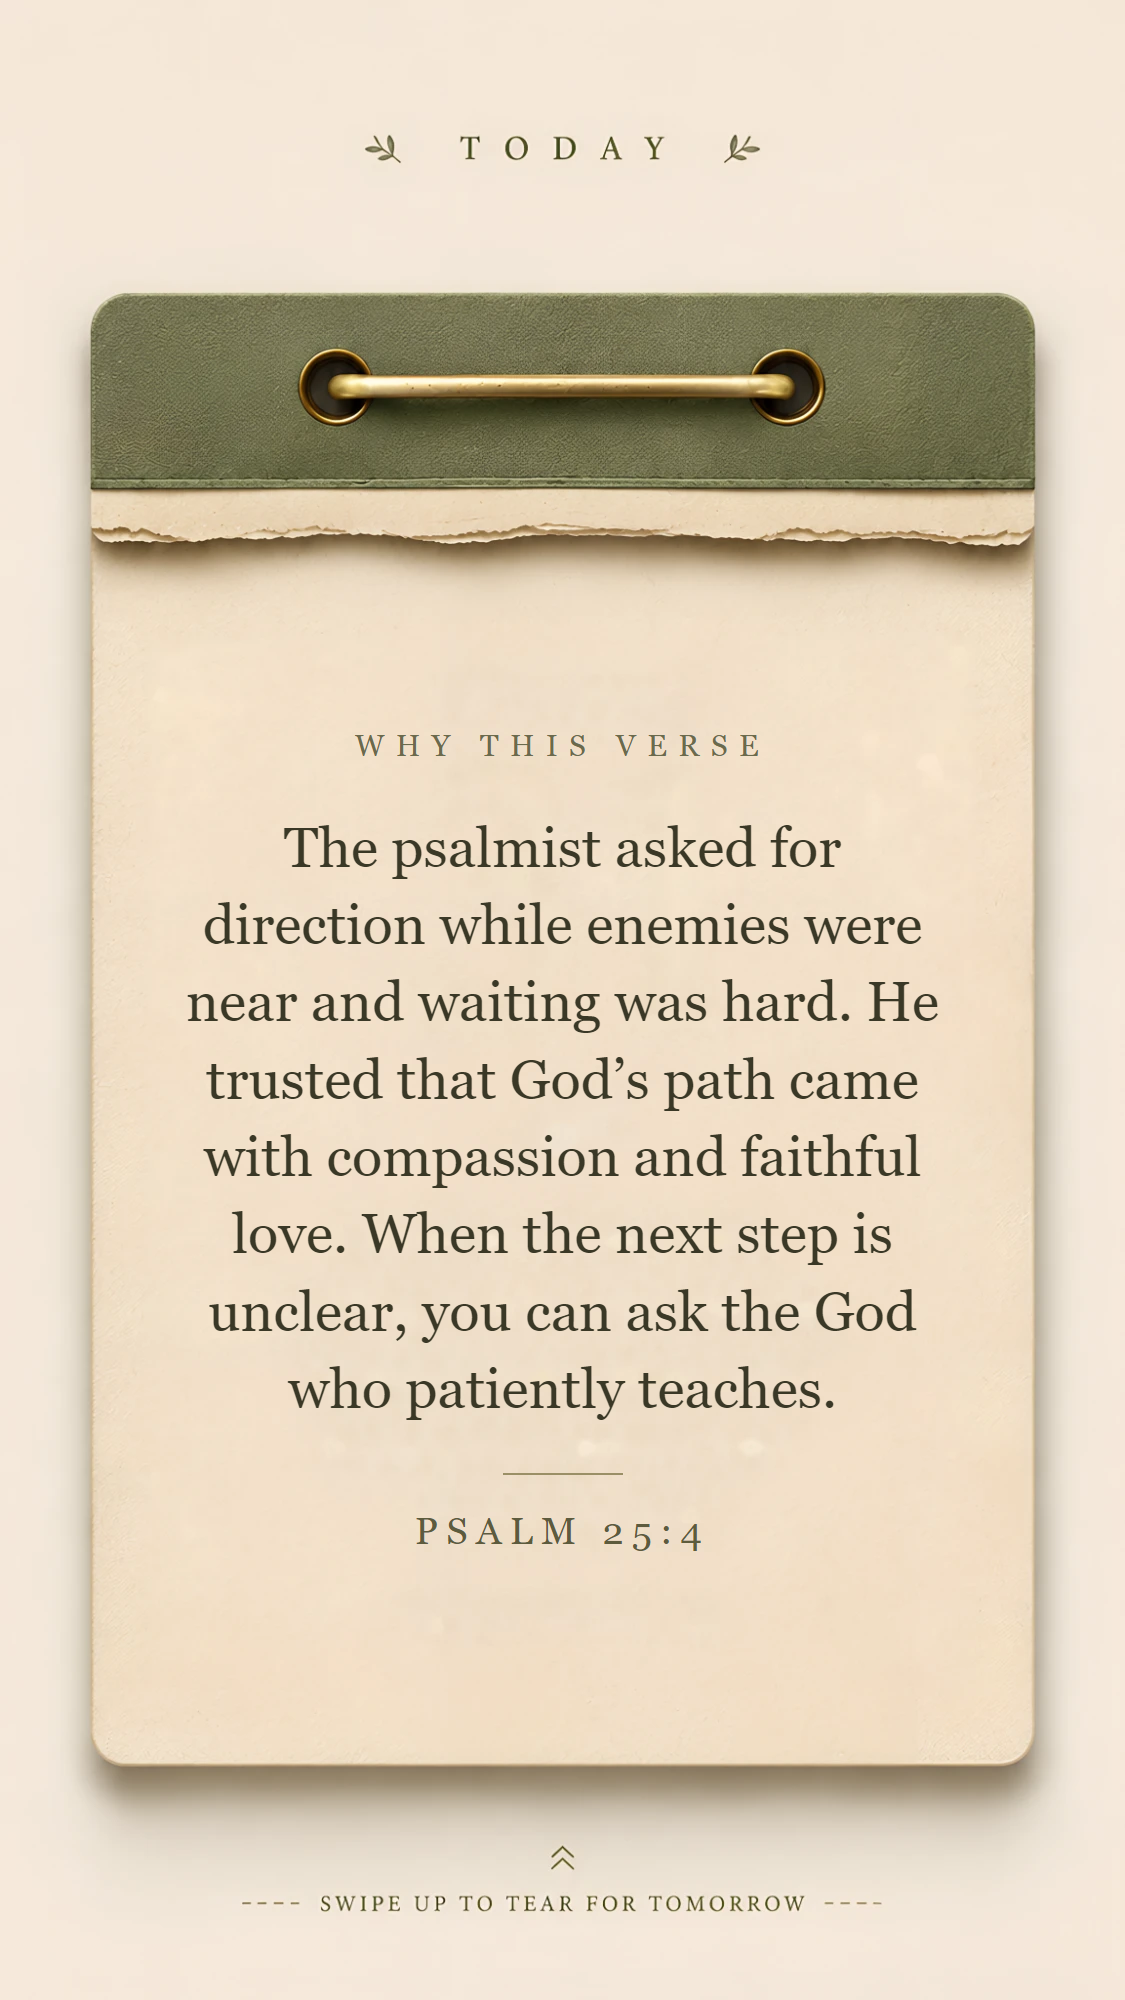 TODAY
WHY THIS VERSE
The psalmist asked for
direction while enemies were
near and waiting was hard. He
trusted that God’s path came
with compassion and faithful
love. When the next step is
unclear, you can ask the God
who patiently teaches.
PSALM 25:4
SWIPE UP TO TEAR FOR TOMORROW